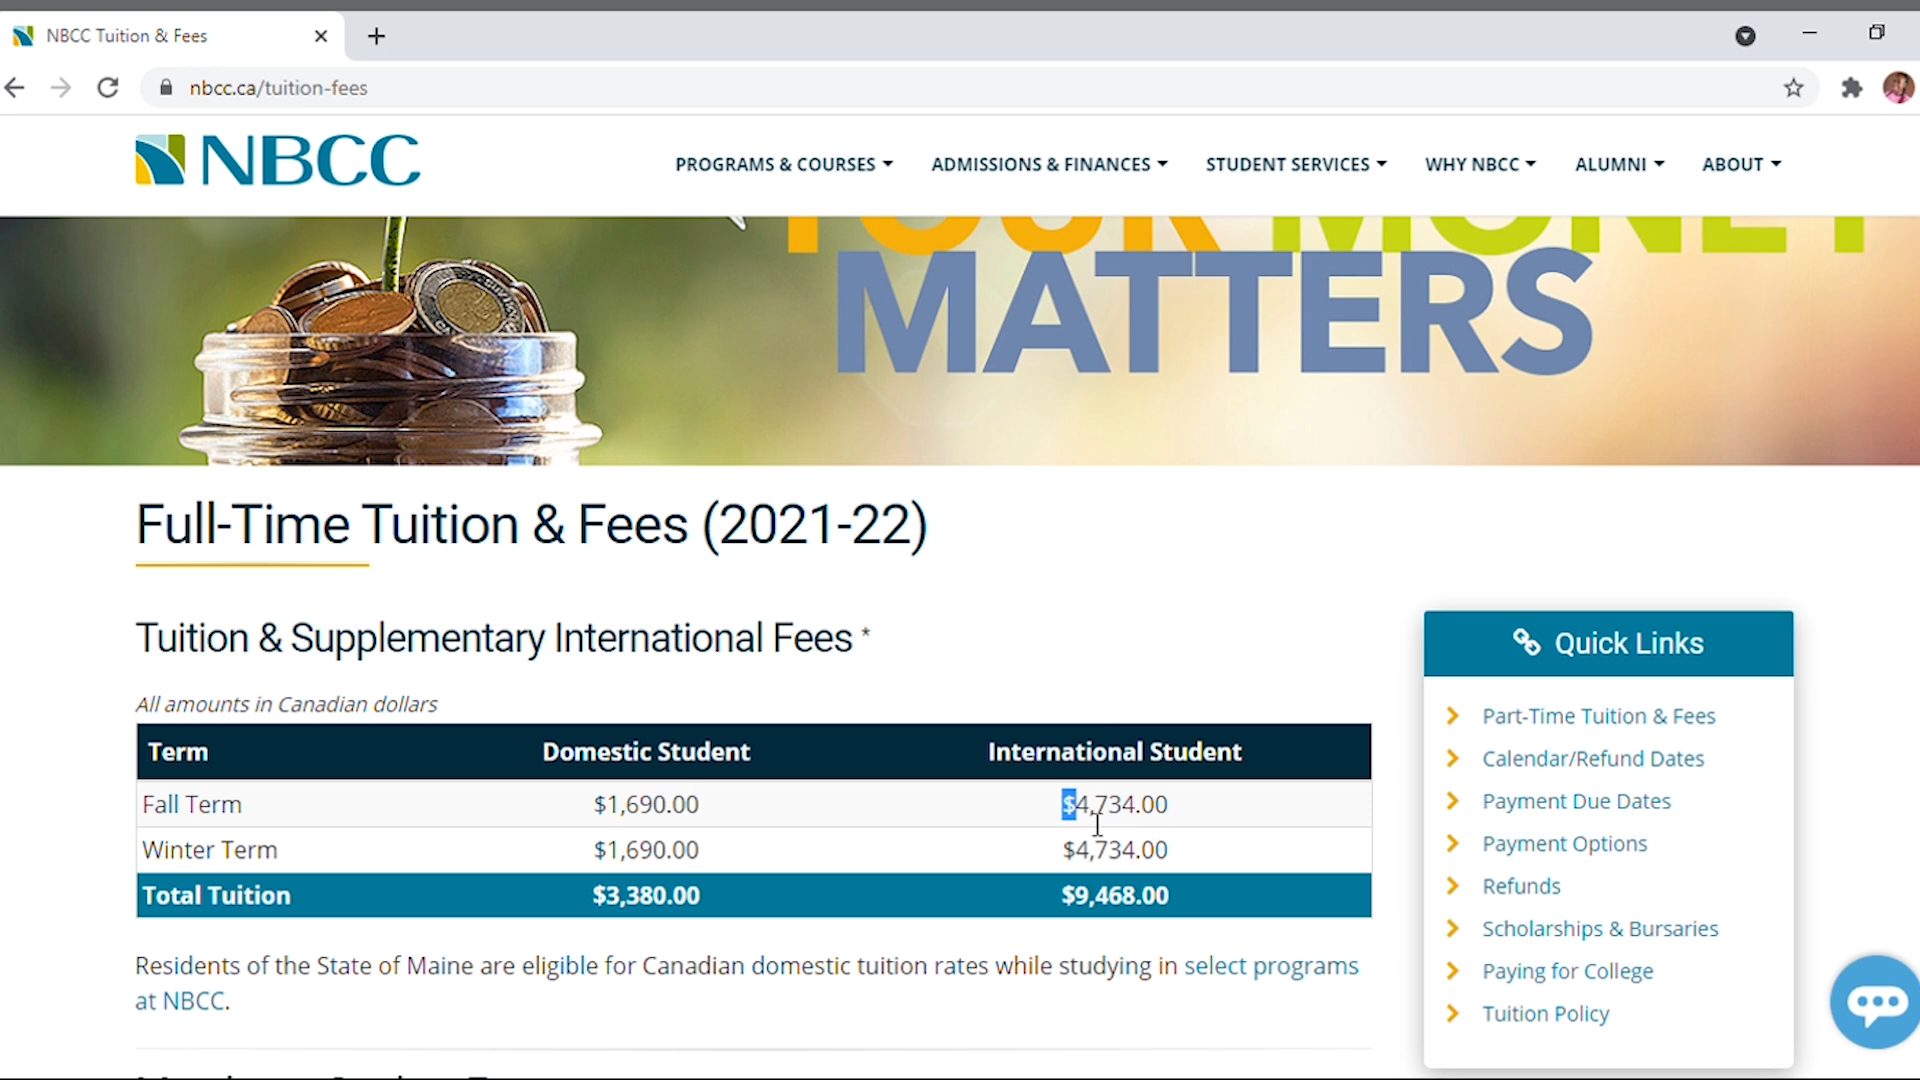 NBCC Tuition & Fees
nbcc.ca/tuition-fees
NBCC
PROGRAMS & COURSES ADMISSIONS & FINANCES STUDENT SERVICES WHY NBCC ALUMNI ABOUT
YOUR MONEY
MATTERS
Full-Time Tuition & Fees (2021-22)
Tuition & Supplementary International Fees *
All amounts in Canadian dollars
Term Domestic Student International Student
Fall Term $1,690.00 $4,734.00
Winter Term $1,690.00 $4,734.00
Total Tuition $3,380.00 $9,468.00
Residents of the State of Maine are eligible for Canadian domestic tuition rates while studying in select programs
at NBCC.
Quick Links
Part-Time Tuition & Fees
Calendar/Refund Dates
Payment Due Dates
Payment Options
Refunds
Scholarships & Bursaries
Paying for College
Tuition Policy